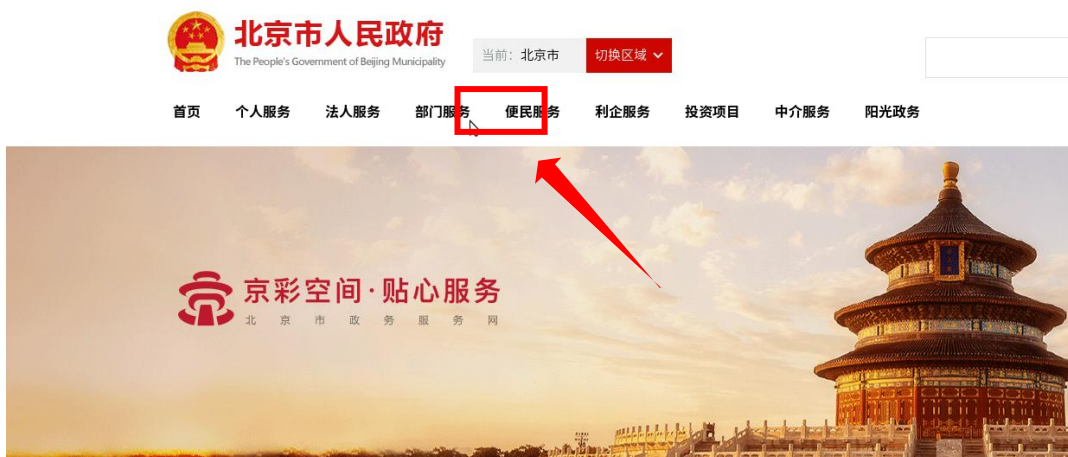 北京市人民政府
The People's Government of Beijing Municipality
当前：北京市 切换区域
首页 个人服务 法人服务 部门服务 便民服务 利企服务 投资项目 中介服务 阳光政务
京彩空间·贴心服务
北京市政务服务网